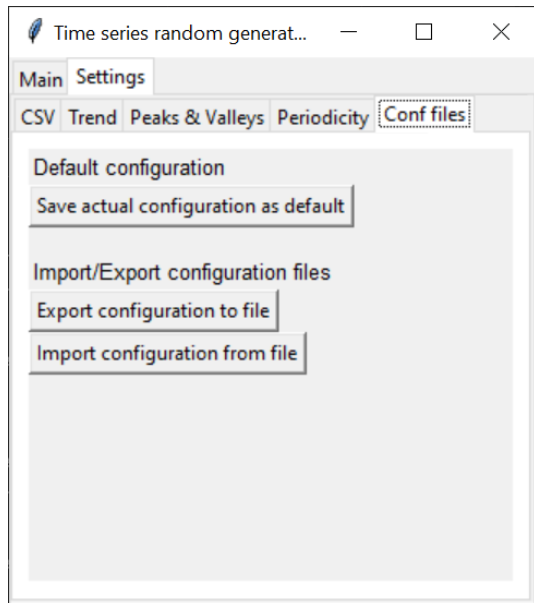 Time series random generat...
Main Settings
CSV Trend Peaks & Valleys Periodicity Conf files
Default configuration
Save actual configuration as default
Import/Export configuration files
Export configuration to file
Import configuration from file